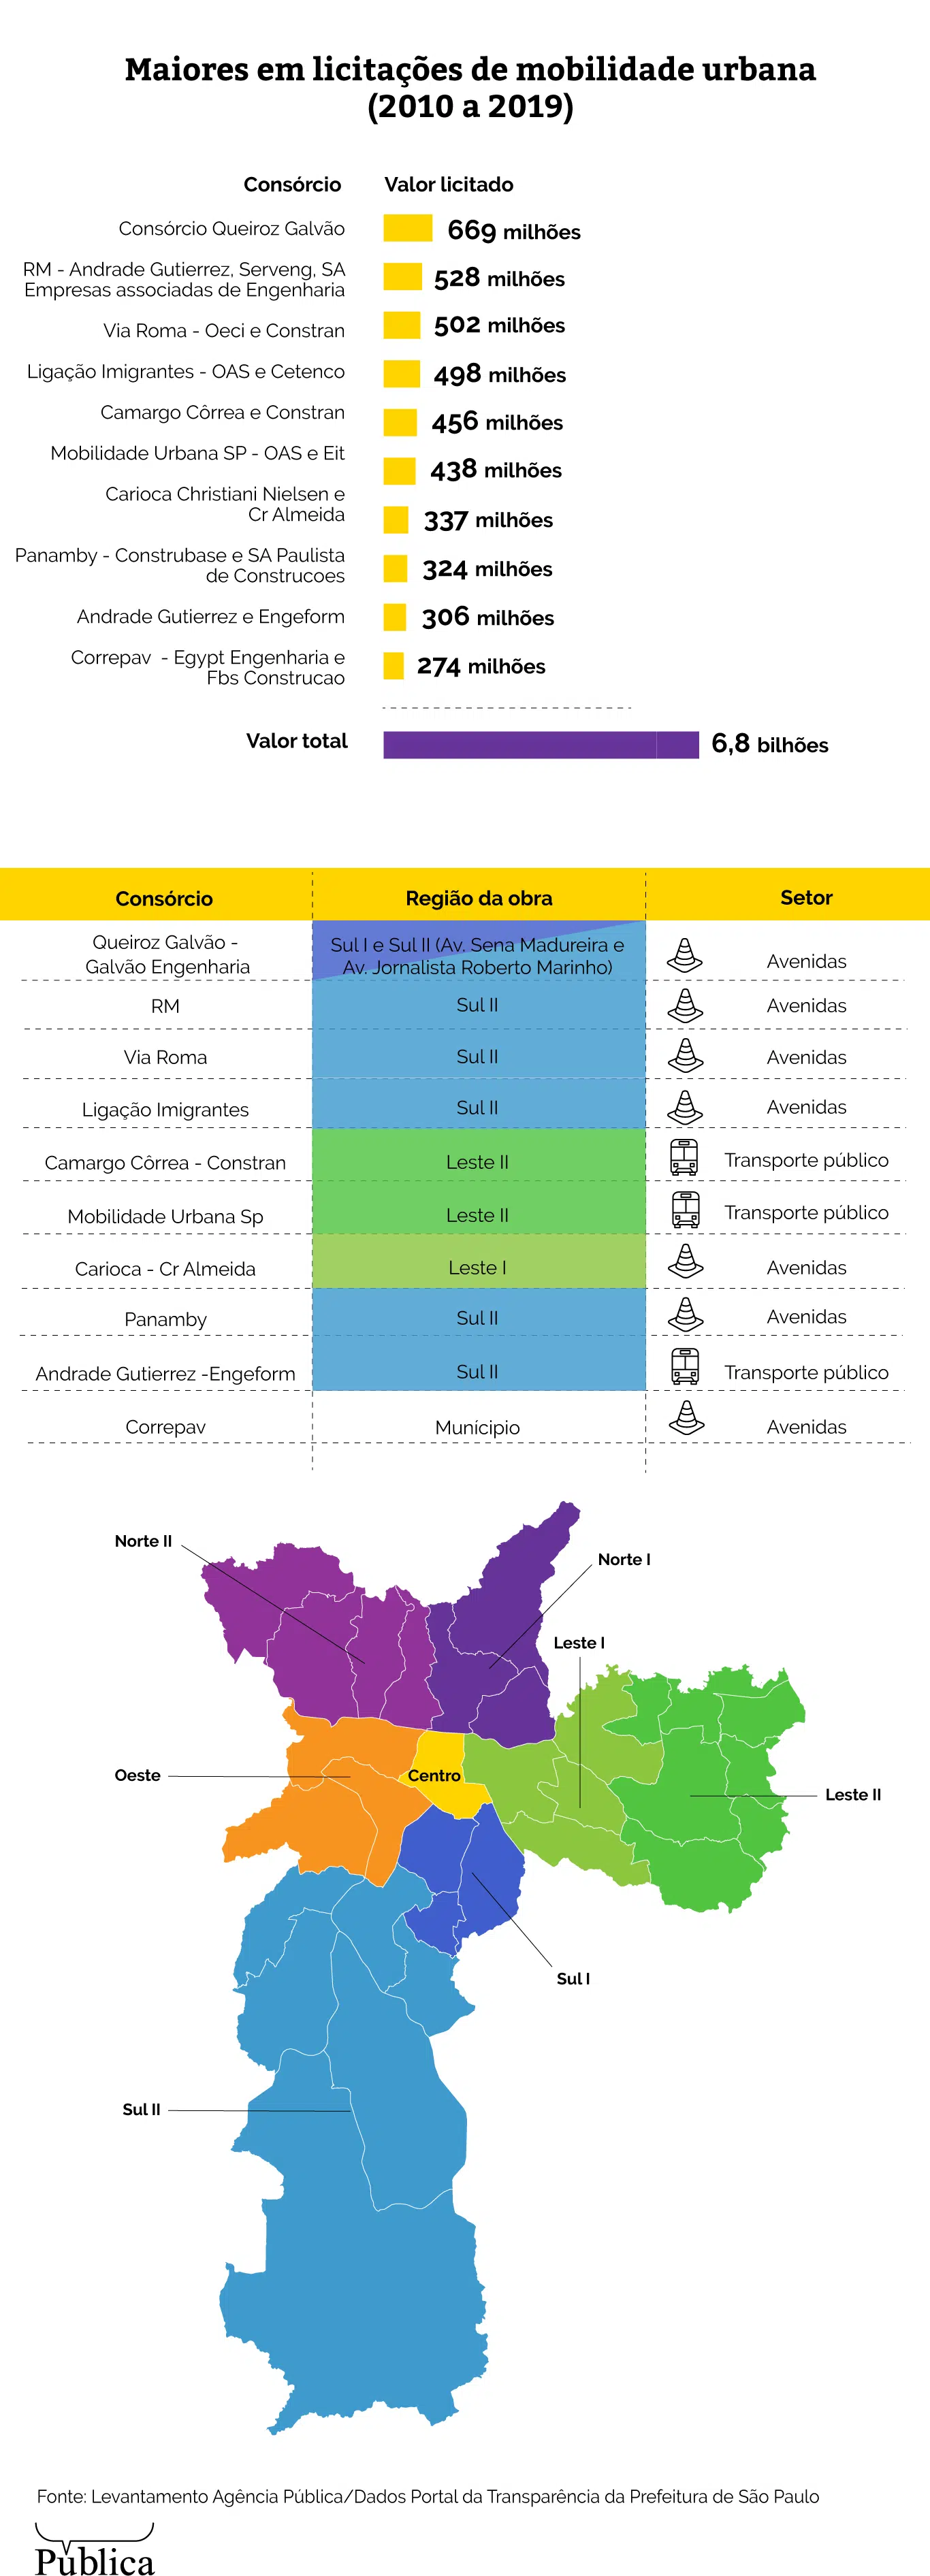 Maiores em licitações de mobilidade urbana
(2010 a 2019)
Consórcio Valor licitado
Consórcio Queiroz Galvão 669 milhões
RM - Andrade Gutierrez, Serveng, SA
Empresas associadas de Engenharia 528 milhões
Via Roma - Oeci e Constran 502 milhões
Ligação Imigrantes - OAS e Cetenco 498 milhões
Camargo Côrrea e Constran 456 milhões
Mobilidade Urbana SP - OAS e Eit 438 milhões
Carioca Christiani Nielsen e
Cr Almeida 337 milhões
Panamby - Construbase e SA Paulista
de Construcoes 324 milhões
Andrade Gutierrez e Engeform 306 milhões
Correpav - Egypt Engenharia e
Fbs Construcao 274 milhões
Valor total 6,8 bilhões
Consórcio Região da obra Setor
Queiroz Galvão -
Galvão Engenharia
Sul I e Sul II (Av. Sena Madureira e
Av. Jornalista Roberto Marinho)
Avenidas
RM Sul II Avenidas
Via Roma Sul II Avenidas
Ligação Imigrantes Sul II Avenidas
Camargo Côrrea - Constran Leste II Transporte público
Mobilidade Urbana Sp Leste II Transporte público
Carioca - Cr Almeida Leste I Avenidas
Panamby Sul II Avenidas
Andrade Gutierrez -Engeform Sul II Transporte público
Correpav Munícipio Avenidas
Norte II
Norte I
Leste I
Oeste
Centro
Leste II
Sul I
Sul II
Fonte: Levantamento Agência Pública/Dados Portal da Transparência da Prefeitura de São Paulo
Pública